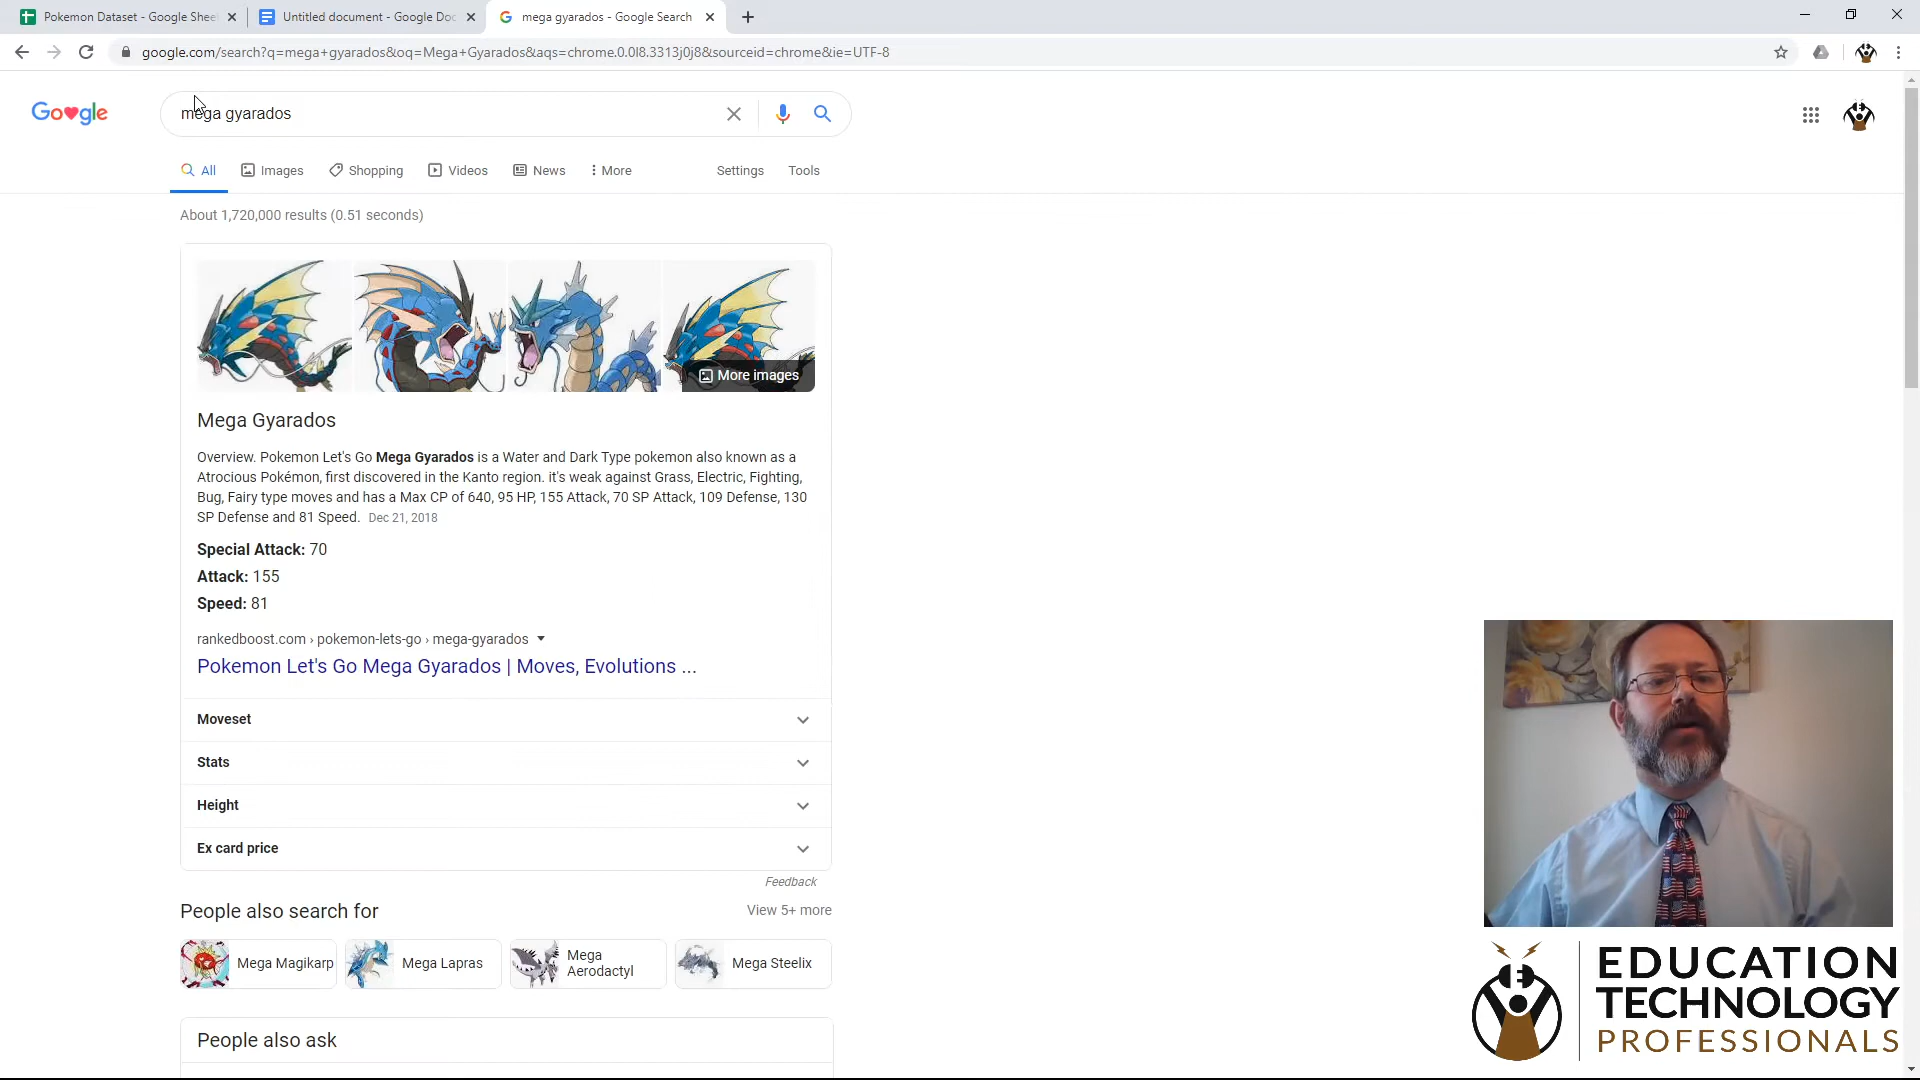 Pokemon Dataset - Google Shee
Untitled document - Google Doc
mega gyarados - Google Search
google.com/search?q=mega+gyarados&oq=Mega+Gyarados&aqs=chrome.0.0l8.3313j0j8&sourceid=chrome&ie=UTF-8
Go gle
mega gyarados
All Images Shopping Videos News More Settings Tools
About 1,720,000 results (0.51 seconds)
More images
Mega Gyarados
Overview. Pokemon Let's Go Mega Gyarados is a Water and Dark Type pokemon also known as a
Atrocious Pokémon, first discovered in the Kanto region. it's weak against Grass, Electric, Fighting,
Bug, Fairy type moves and has a Max CP of 640, 95 HP, 155 Attack, 70 SP Attack, 109 Defense, 130
SP Defense and 81 Speed. Dec 21, 2018
Special Attack: 70
Attack: 155
Speed: 81
rankedboost.com › pokemon-lets-go › mega-gyarados
Pokemon Let's Go Mega Gyarados | Moves, Evolutions ...
Moveset
Stats
Height
Ex card price
Feedback
People also search for
View 5+ more
Mega Magikarp
Mega Lapras
Mega
Aerodactyl
Mega Steelix
People also ask
EDUCATION
TECHNOLOGY
PROFESSIONALS